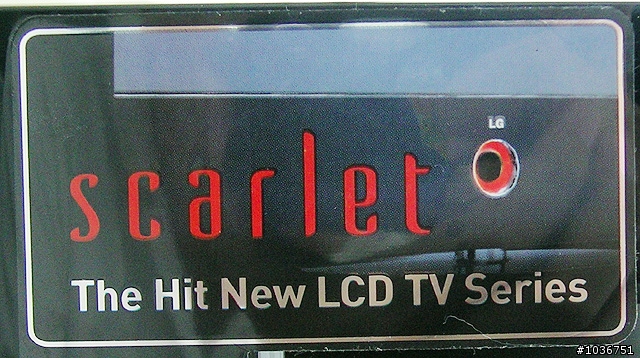 LG
scarlet
The Hit New LCD TV Series
#1036751